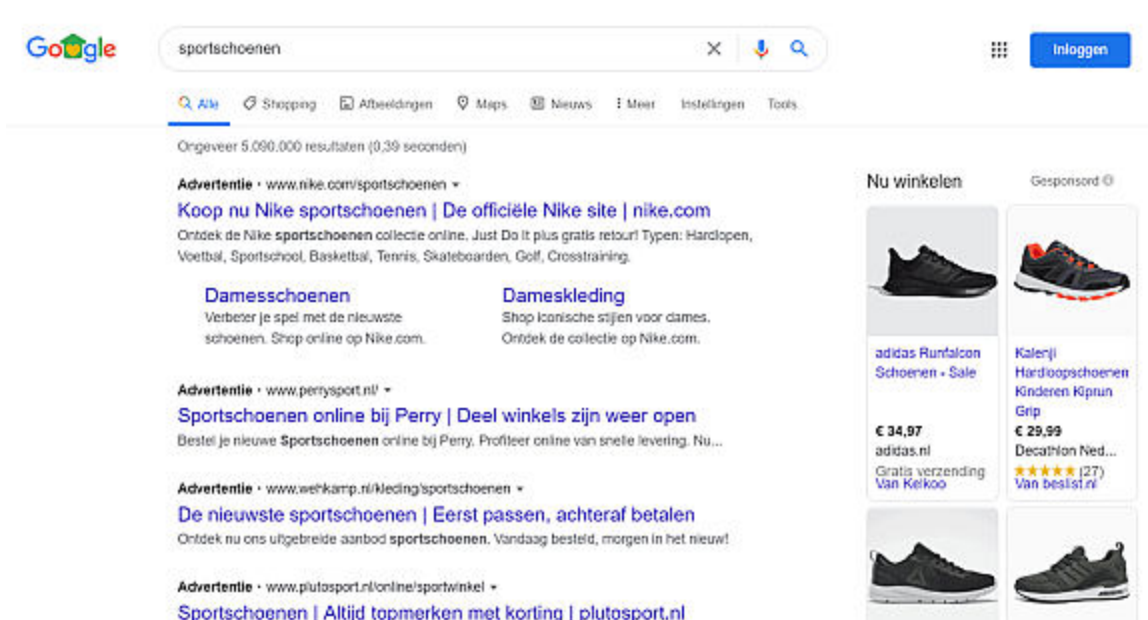 Google
sportschoenen
Inloggen
Alle Shopping Afbeeldingen Maps Nieuws Meer Instellingen Tools
Ongeveer 5.090.000 resultaten (0,39 seconden)
Advertentie · www.nike.com/sportschoenen
Koop nu Nike sportschoenen | De officiële Nike site | nike.com
Ontdek de Nike sportschoenen collectie online. Just Do It plus gratis retour! Typen: Hardlopen,
Voetbal, Sportschool, Basketbal, Tennis, Skateboarden, Golf, Crosstraining.
Damesschoenen
Verbeter je spel met de nieuwste
schoenen. Shop online op Nike.com.
Dameskleding
Shop iconische stijlen voor dames.
Ontdek de collectie op Nike.com.
Advertentie · www.perrysport.nl/
Sportschoenen online bij Perry | Deel winkels zijn weer open
Bestel je nieuwe Sportschoenen online bij Perry. Profiteer online van snelle levering. Nu...
Advertentie · www.wehkamp.nl/kleding/sportschoenen
De nieuwste sportschoenen | Eerst passen, achteraf betalen
Ontdek nu ons uitgebreide aanbod sportschoenen. Vandaag besteld, morgen in het nieuw!
Advertentie · www.plutosport.nl/online/sportwinkel
Sportschoenen | Altijd topmerken met korting | plutosport.nl
Nu winkelen
Gesponsord
adidas Runfalcon
Schoenen - Sale
€ 34,97
adidas.nl
Gratis verzending
Van Kelkoo
Kalenji
Hardloopschoenen
Kinderen Kiprun
Grip
€ 29,99
Decathlon Ned...
(27)
Van beslist.nl